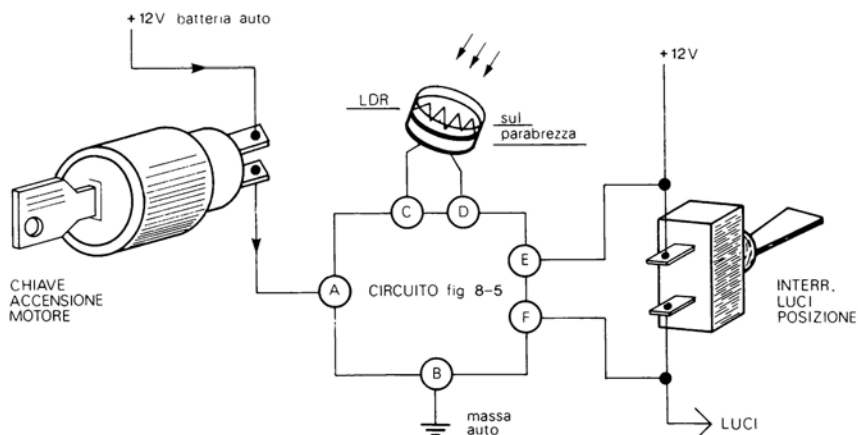 +12V batteria auto
LDR
sul
parabrezza
+12V
C
D
E
A
CIRCUITO fig 8-5
F
B
CHIAVE
ACCENSIONE
MOTORE
INTERR.
LUCI
POSIZIONE
massa
auto
LUCI